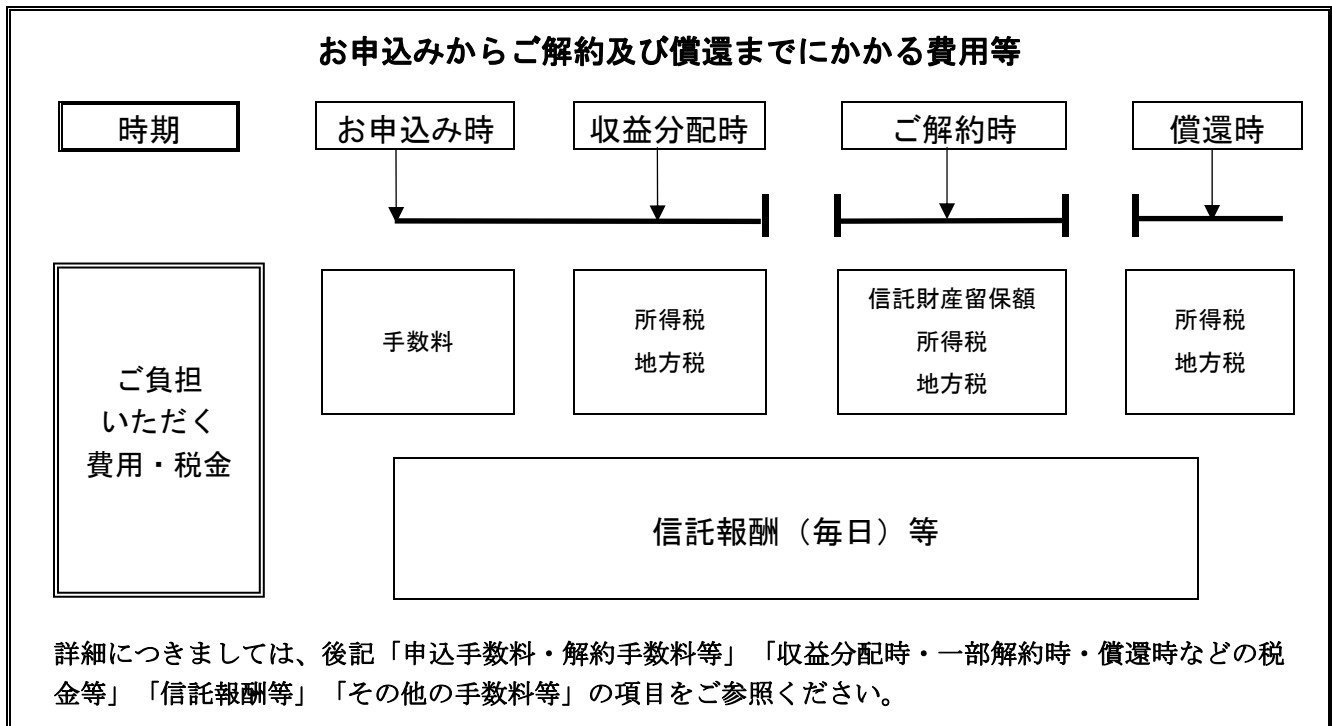 お申込みからご解約及び償還までにかかる費用等
時期
お申込み時
収益分配時
ご解約時
償還時
ご負担
いただく
費用・税金
手数料
所得税
地方税
信託財産留保額
所得税
地方税
所得税
地方税
信託報酬（毎日）等
詳細につきましては、後記「申込手数料・解約手数料等」「収益分配時・一部解約時・償還時などの税
金等」「信託報酬等」「その他の手数料等」の項目をご参照ください。